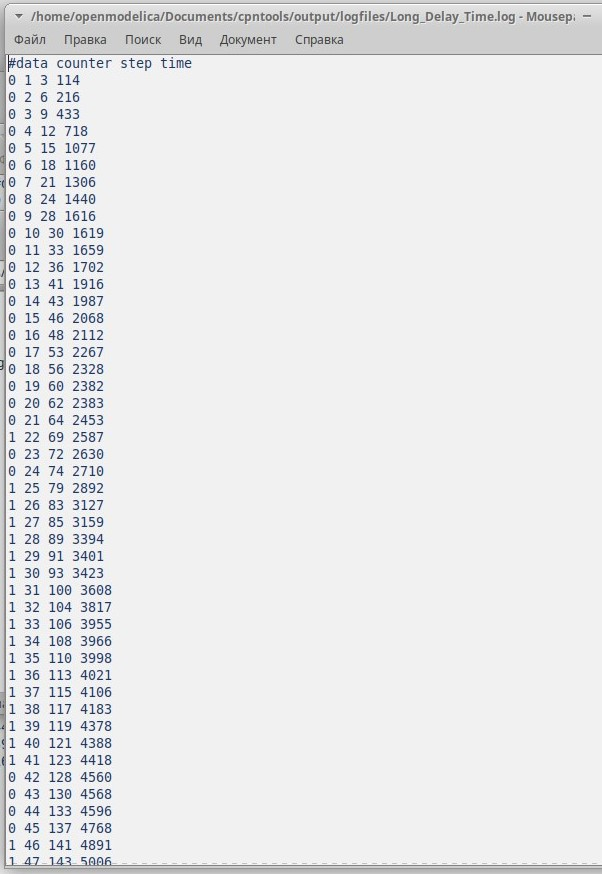 /home/openmodelica/Documents/cpntools/output/logfiles/Long_Delay_Time.log - Mousep
Файл Правка Поиск Вид Документ Справка
#data counter step time
0 1 3 114
0 2 6 216
0 3 9 433
0 4 12 718
0 5 15 1077
0 6 18 1160
0 7 21 1306
0 8 24 1440
0 9 28 1616
0 10 30 1619
0 11 33 1659
0 12 36 1702
0 13 41 1916
0 14 43 1987
0 15 46 2068
0 16 48 2112
0 17 53 2267
0 18 56 2328
0 19 60 2382
0 20 62 2383
0 21 64 2453
1 22 69 2587
0 23 72 2630
0 24 74 2710
1 25 79 2892
1 26 83 3127
1 27 85 3159
1 28 89 3394
1 29 91 3401
1 30 93 3423
1 31 100 3608
1 32 104 3817
1 33 106 3955
1 34 108 3966
1 35 110 3998
1 36 113 4021
1 37 115 4106
1 38 117 4183
1 39 119 4378
1 40 121 4388
1 41 123 4418
0 42 128 4560
0 43 130 4568
0 44 133 4596
0 45 137 4768
1 46 141 4891
1 47 143 5006